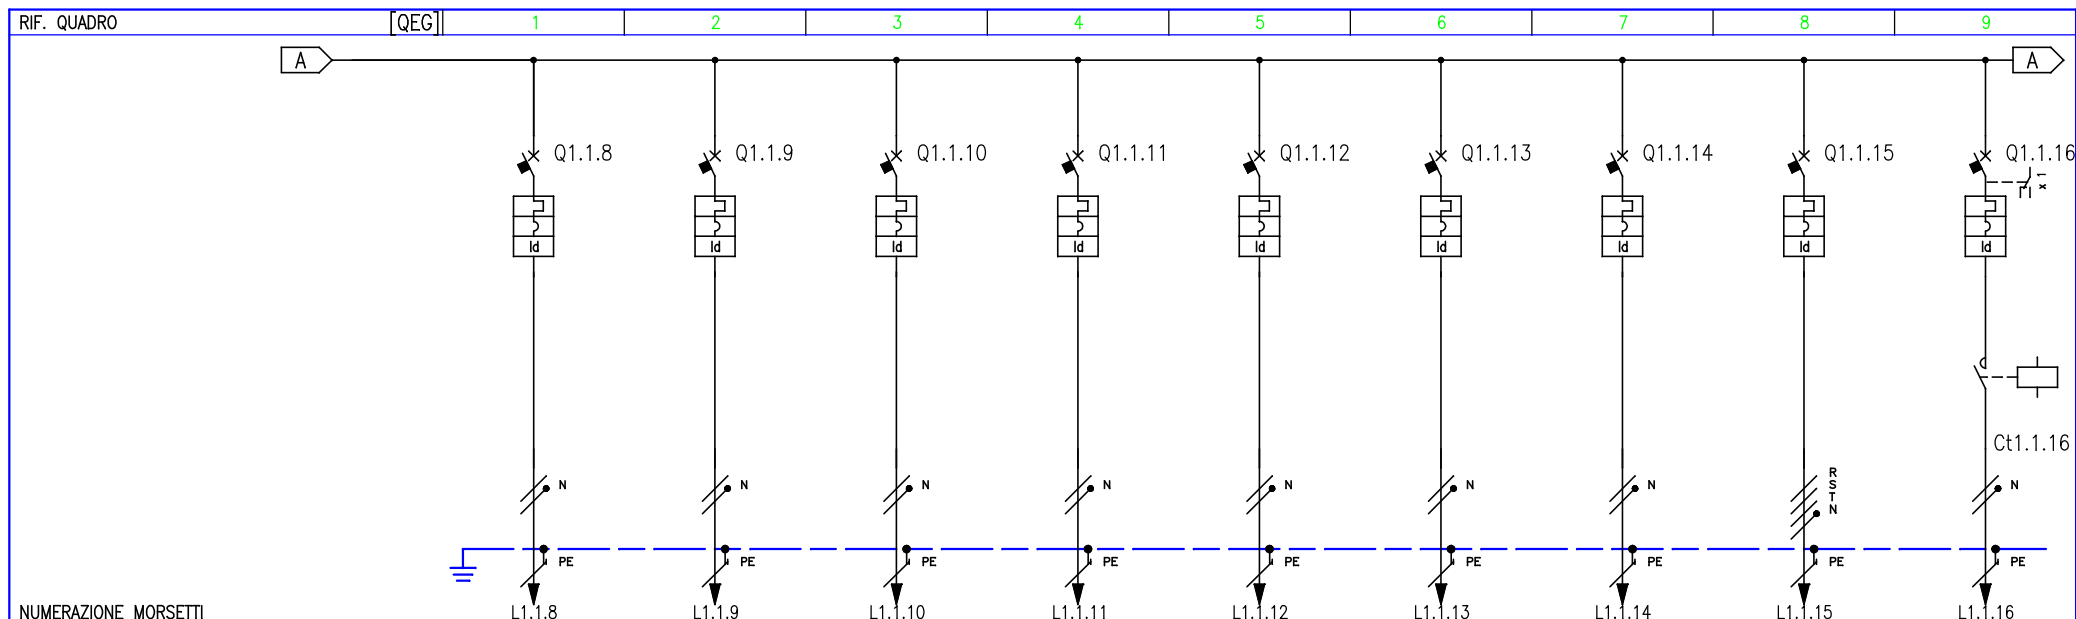 RIF. QUADRO [QEG] 1 2 3 4 5 6 7 8 9
A A
Q1.1.8 Q1.1.9 Q1.1.10 Q1.1.11 Q1.1.12 Q1.1.13 Q1.1.14 Q1.1.15 Q1.1.16
x 1
Id Id Id Id Id Id Id Id Id
Ct1.1.16
R
S
T
N N N N N N N N N
PE PE PE PE PE PE PE PE PE
NUMERAZIONE MORSETTI L1.1.8 L1.1.9 L1.1.10 L1.1.11 L1.1.12 L1.1.13 L1.1.14 L1.1.15 L1.1.16